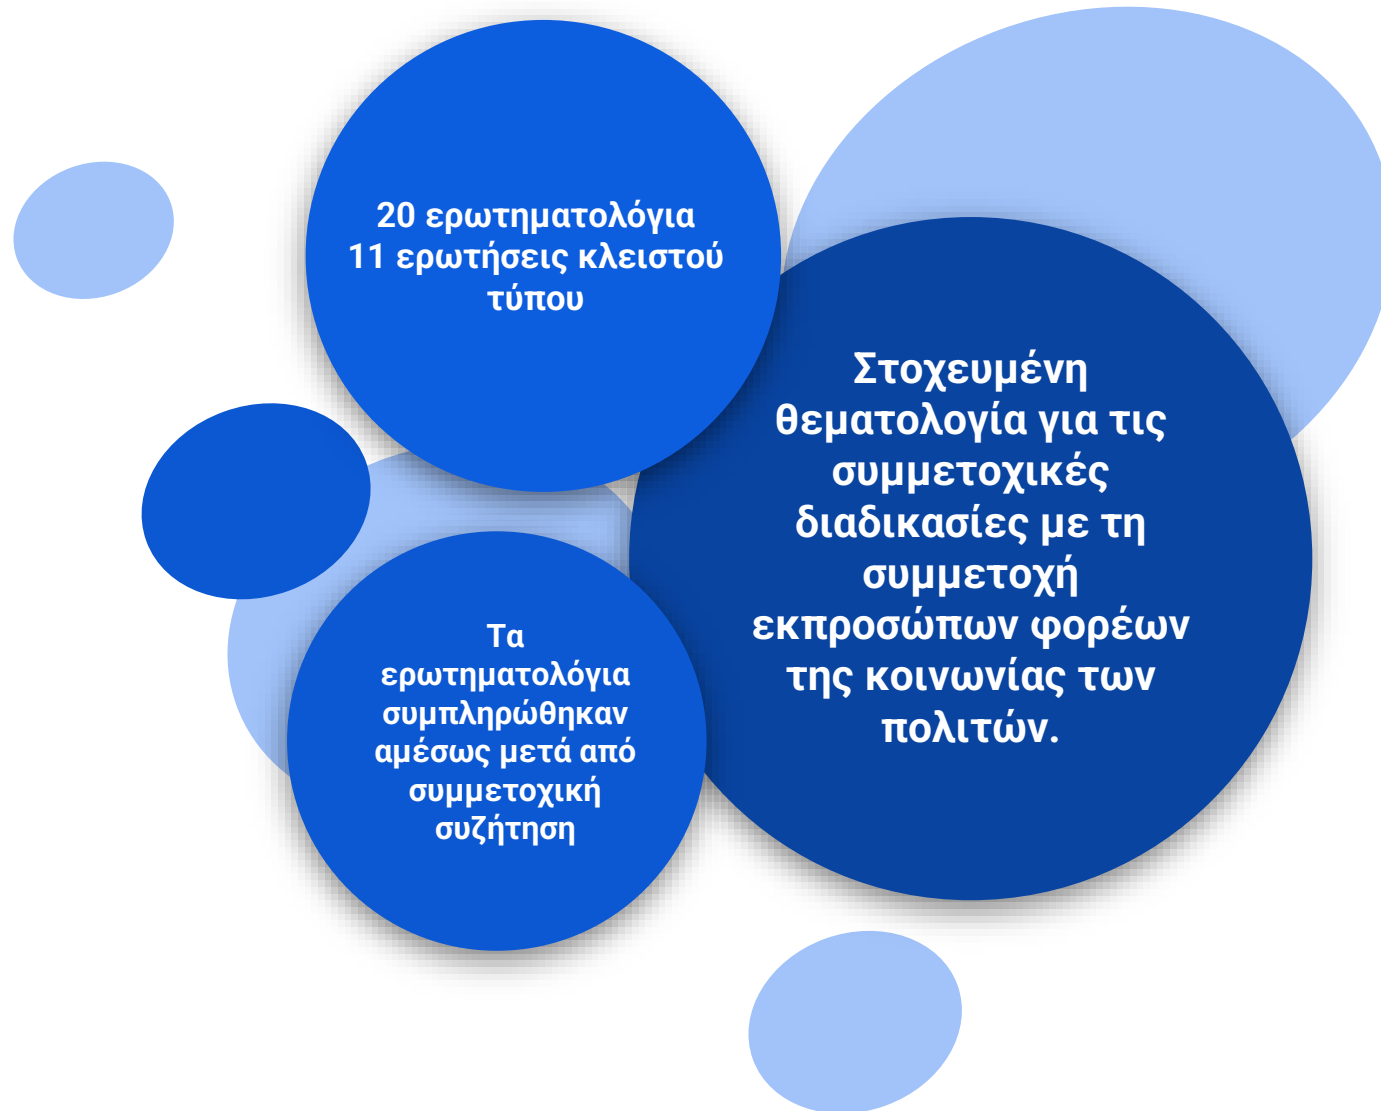 20 ερωτηματολόγια
11 ερωτήσεις κλειστού
τύπου
Στοχευμένη
θεματολογία για τις
συμμετοχικές
διαδικασίες με τη
συμμετοχή
εκπροσώπων φορέων
της κοινωνίας των
πολιτών.
Τα
ερωτηματολόγια
συμπληρώθηκαν
αμέσως μετά από
συμμετοχική
συζήτηση